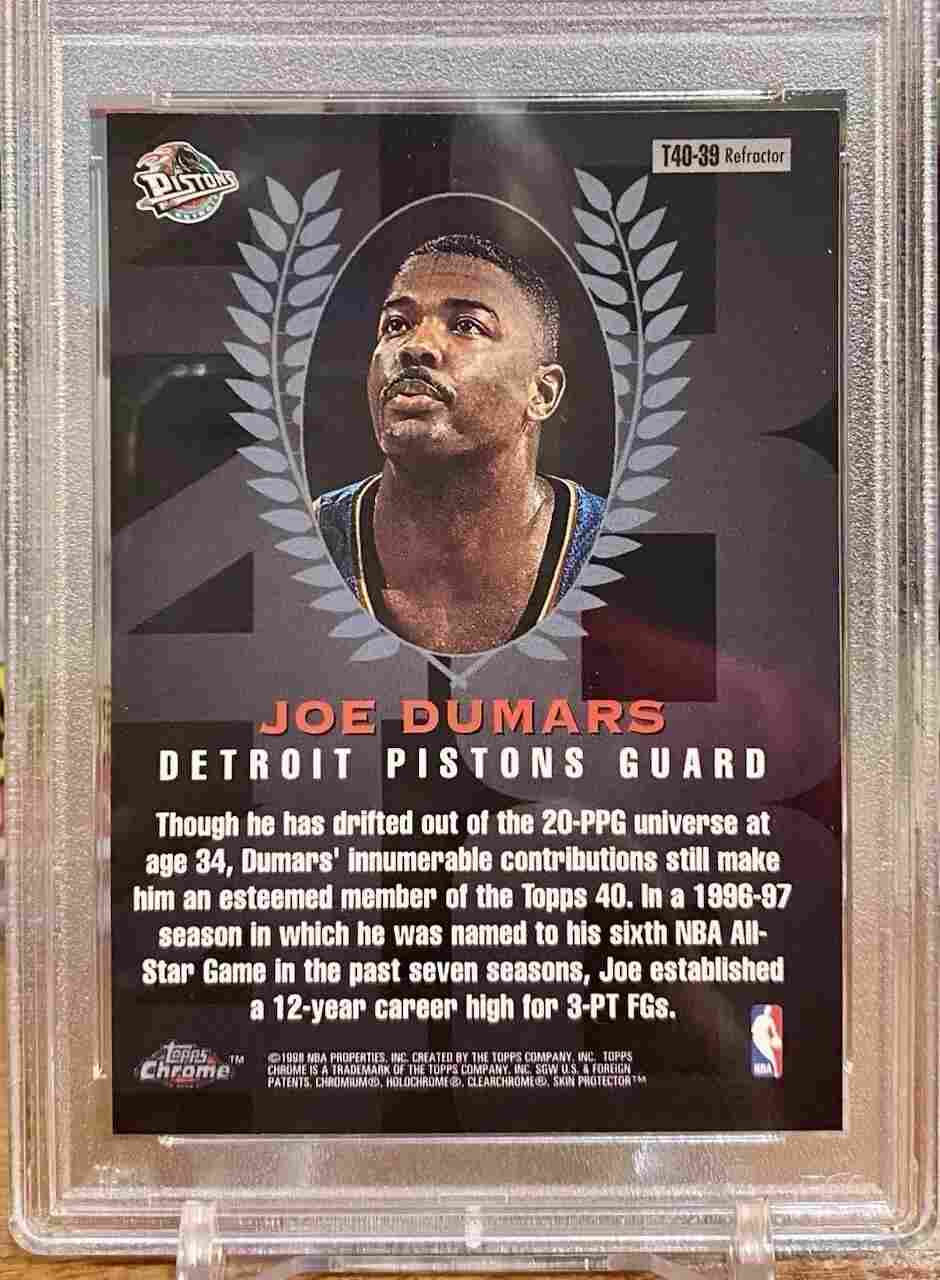 PISTONS
DETROIT
T40-39 Refractor
JOE DUMARS
DETROIT PISTONS GUARD
Though he has drifted out of the 20-PPG universe at
age 34, Dumars' innumerable contributions still make
him an esteemed member of the Topps 40. In a 1996-97
season in which he was named to his sixth NBA All-
Star Game in the past seven seasons, Joe established
a 12-year career high for 3-PT FGs.
Topps
Chrome™
©1998 NBA PROPERTIES, INC. CREATED BY THE TOPPS COMPANY, INC. TOPPS
CHROME IS A TRADEMARK OF THE TOPPS COMPANY, INC. SGW U.S. & FOREIGN
PATENTS, CHROMIUM®, HOLOCHROME®, CLEARCHROME®, SKIN PROTECTOR™
NBA